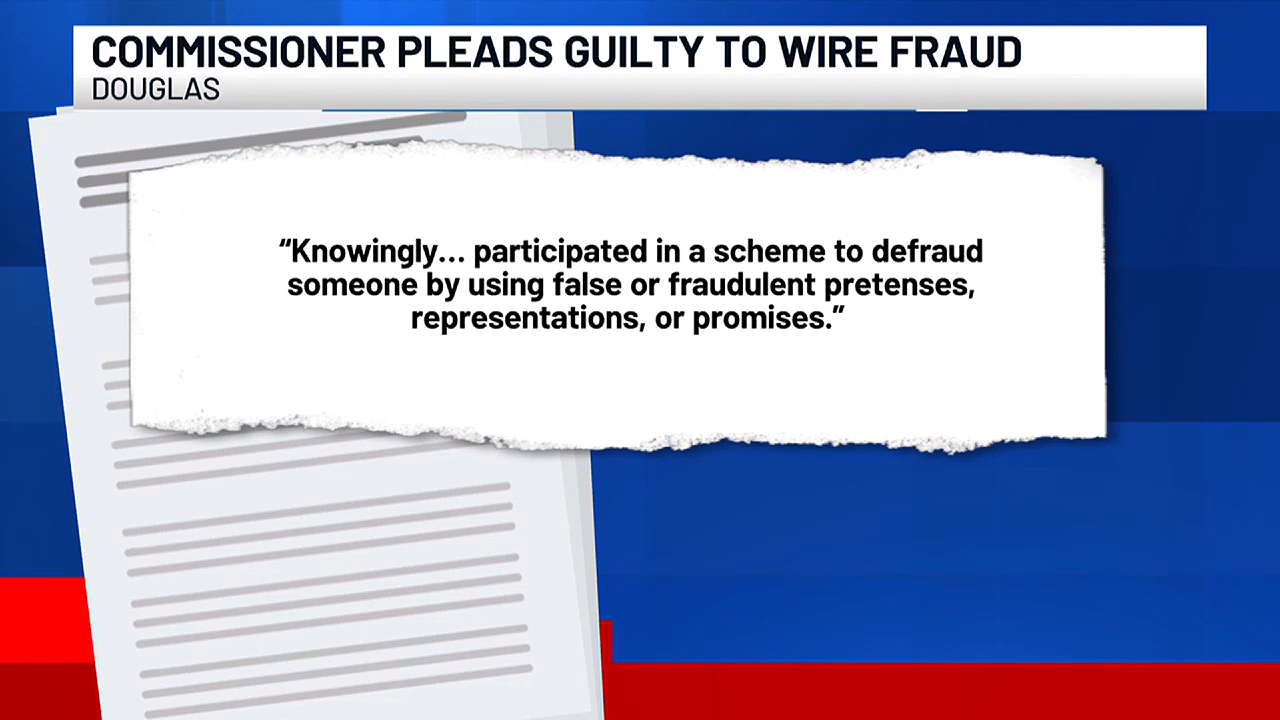 COMMISSIONER PLEADS GUILTY TO WIRE FRAUD
DOUGLAS
“Knowingly... participated in a scheme to defraud
someone by using false or fraudulent pretenses,
representations, or promises.”